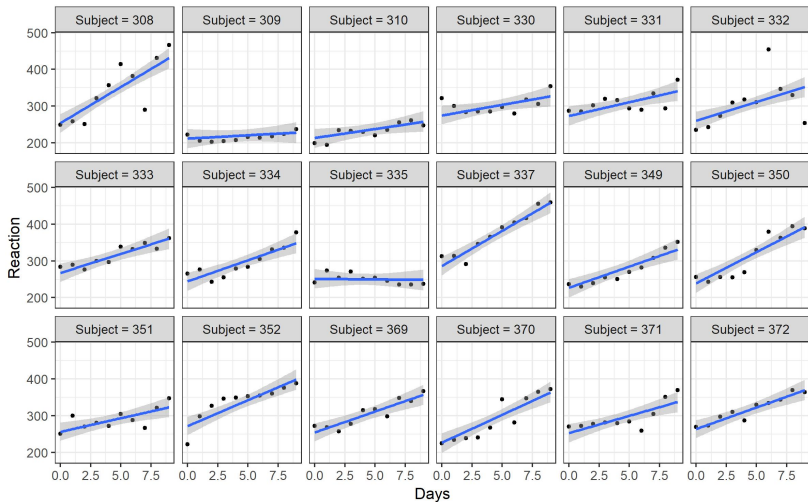 Subject = 308 Subject = 309 Subject = 310 Subject = 330 Subject = 331 Subject = 332
500
400
300
200
Subject = 333 Subject = 334 Subject = 335 Subject = 337 Subject = 349 Subject = 350
500
400
300
200
Reaction
Subject = 351 Subject = 352 Subject = 369 Subject = 370 Subject = 371 Subject = 372
500
400
300
200
0.0 2.5 5.0 7.5 0.0 2.5 5.0 7.5 0.0 2.5 5.0 7.5 0.0 2.5 5.0 7.5 0.0 2.5 5.0 7.5 0.0 2.5 5.0 7.5
Days